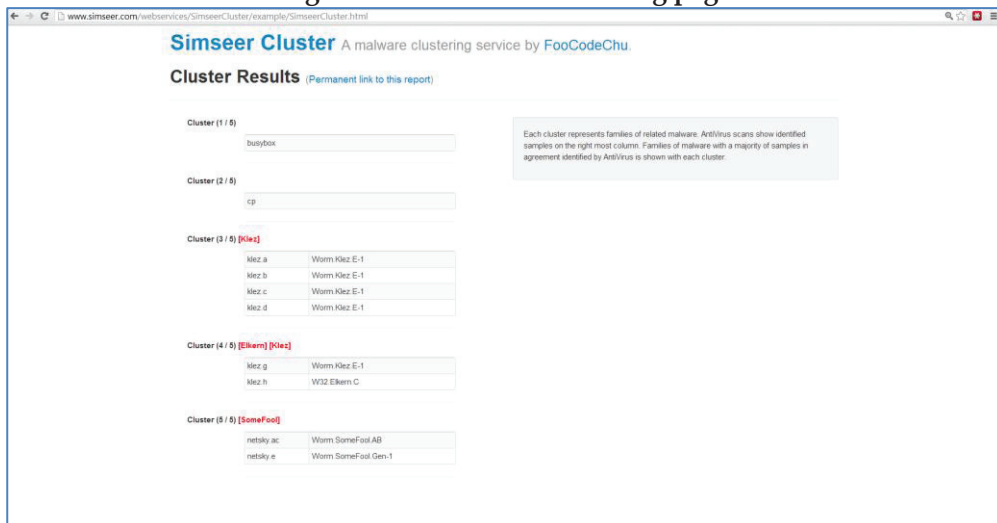 www.simseer.com/webservices/SimseerCluster/example/SimseerCluster.html
Simseer Cluster A malware clustering service by FooCodeChu.
Cluster Results (Permanent link to this report)
Cluster (1 / 5)
busybox
Cluster (2 / 5)
cp
Cluster (3 / 5) [Klez]
klez.a Worm.Klez.E-1
klez.b Worm.Klez.E-1
klez.c Worm.Klez.E-1
klez.d Worm.Klez.E-1
Cluster (4 / 5) [Elkern] [Klez]
klez.g Worm.Klez.E-1
klez.h W32.Elkern.C
Cluster (5 / 5) [SomeFool]
netsky.ac Worm.SomeFool.AB
netsky.e Worm.SomeFool.Gen-1
Each cluster represents families of related malware. AntiVirus scans show identified
samples on the right most column. Families of malware with a majority of samples in
agreement identified by AntiVirus is shown with each cluster.